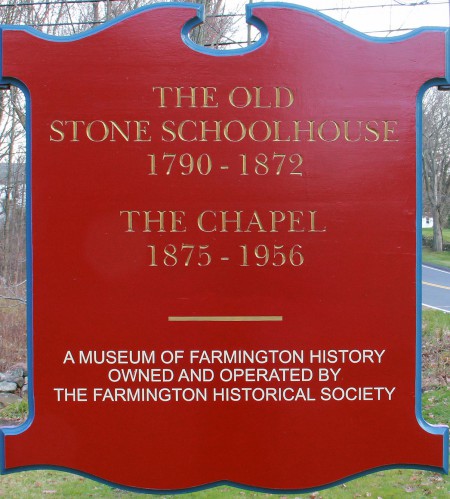 THE OLD
STONE SCHOOLHOUSE
1790 - 1872
THE CHAPEL
1875 - 1956
A MUSEUM OF FARMINGTON HISTORY
OWNED AND OPERATED BY
THE FARMINGTON HISTORICAL SOCIETY